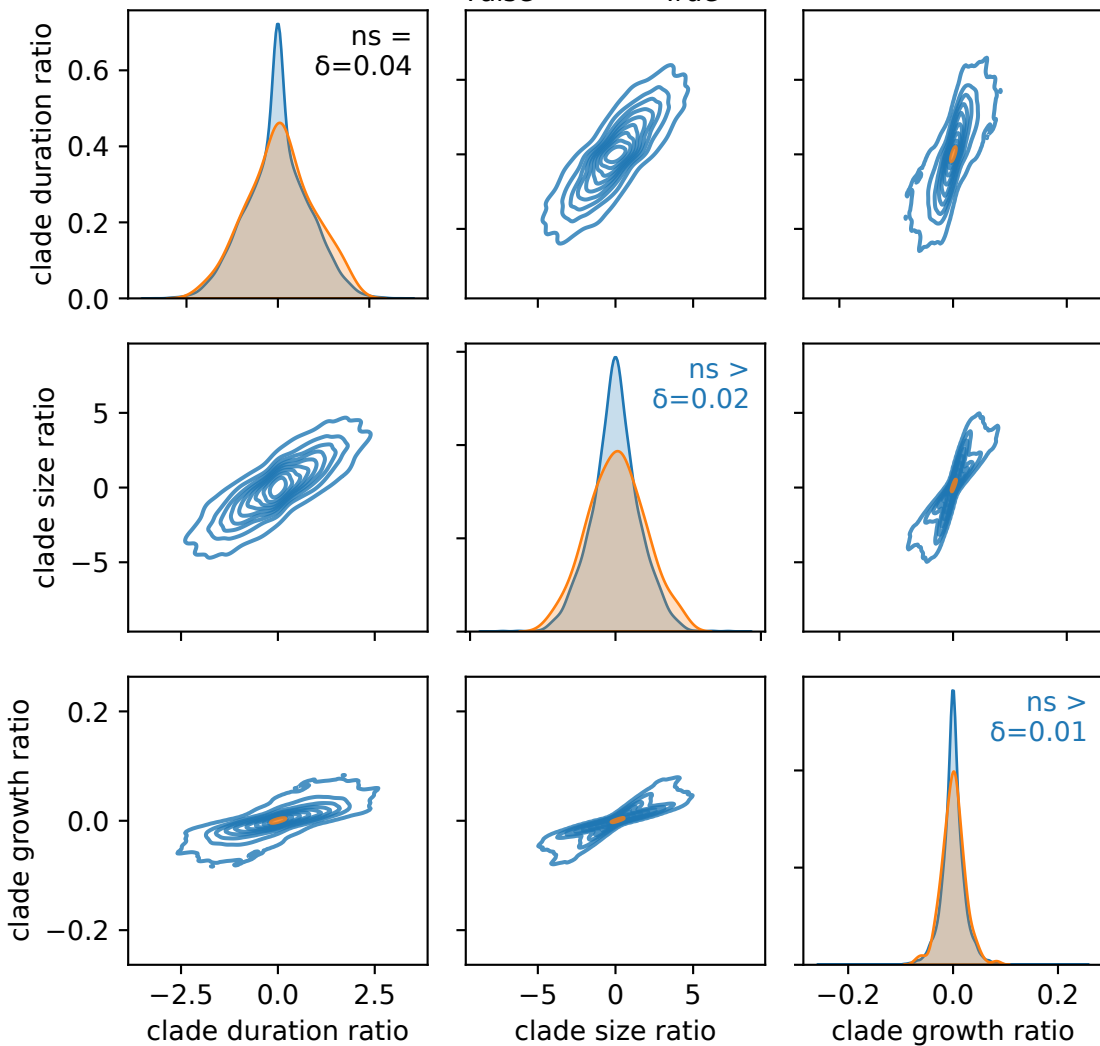 clade duration ratio
0.6
0.4
0.2
0.0
ns =
δ=0.04
clade size ratio
5
0
−5
ns >
δ=0.02
clade growth ratio
0.2
0.0
−0.2
ns >
δ=0.01
−2.5 0.0 2.5
−5 0 5
−0.2 0.0 0.2
clade duration ratio
clade size ratio
clade growth ratio